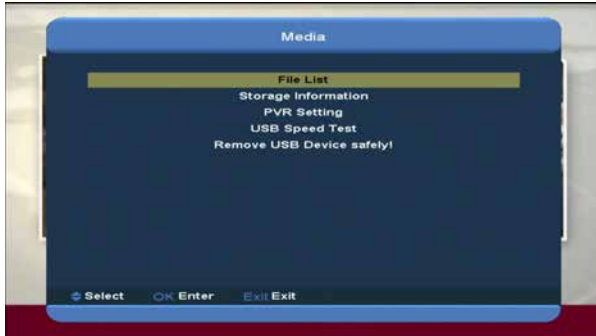 Media
File List
Storage Information
PVR Setting
USB Speed Test
Remove USB Device safely!
Select OK Enter Exit Exit